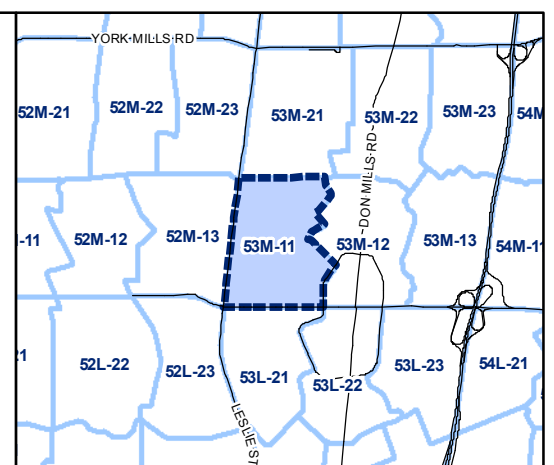 YORK MILLS RD
52M-21
52M-22
52M-23
53M-21
53M-22
53M-23
54M
DON MILLS RD
-11
52M-12
52M-13
53M-11
53M-12
53M-13
54M-1
21
52L-22
52L-23
53L-21
53L-22
53L-23
54L-21
LESLIE ST